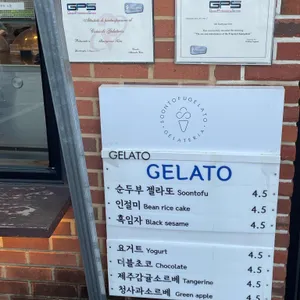 GPS
GPS
SOONTOFUGELATO
GELATERIA
GELATO
GELATO
순두부 젤라또 Soontofu 4.5
인절미 Bean rice cake 4.5
흑임자 Black sesame 4.5
요거트 Yogurt 4.5
더블초코 Chocolate 4.5
제주감귤소르베 Tangerine 4.5
청사과소르베 Green apple 4.5